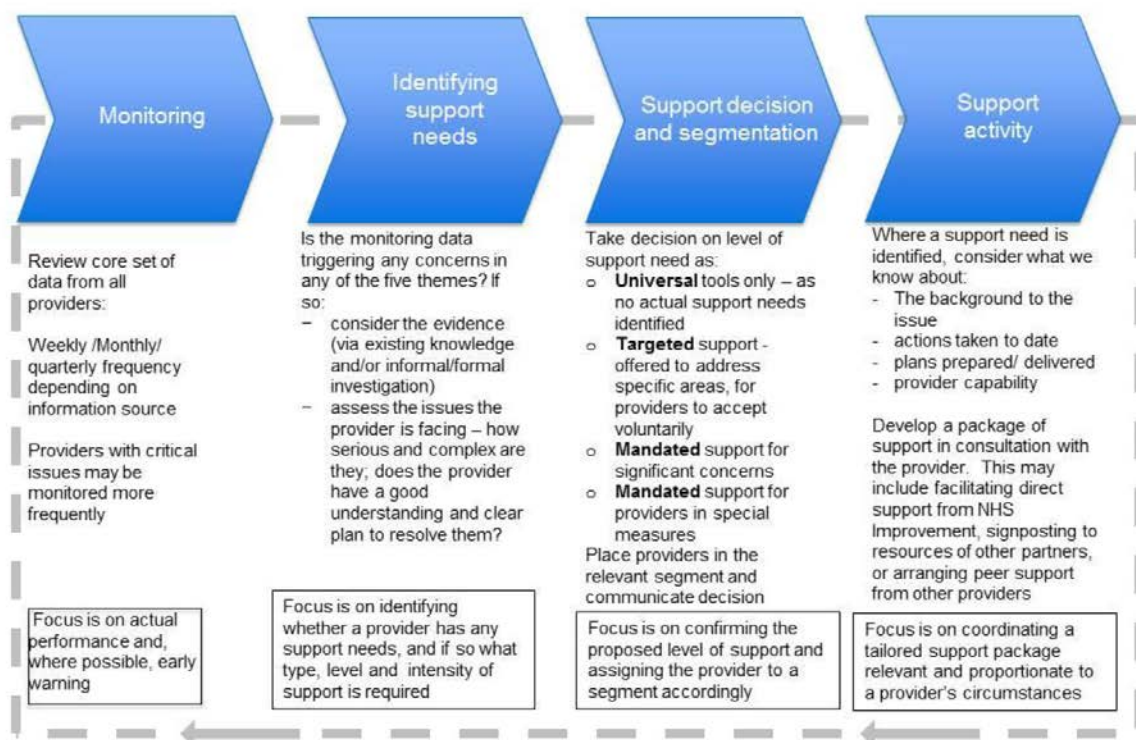 Monitoring
Identifying
support
needs
Support decision
and segmentation
Support
activity
Review core set of
data from all
providers:
Weekly /Monthly/
quarterly frequency
depending on
information source
Providers with critical
issues may be
monitored more
frequently
Focus is on actual
performance and,
where possible, early
warning
Is the monitoring data
triggering any concerns in
any of the five themes? If
so:
– consider the evidence
(via existing knowledge
and/or informal/formal
investigation)
– assess the issues the
provider is facing – how
serious and complex are
they; does the provider
have a good
understanding and clear
plan to resolve them?
Focus is on identifying
whether a provider has any
support needs, and if so what
type, level and intensity of
support is required
Take decision on level of
support need as:
o Universal tools only – as
no actual support needs
identified
o Targeted support -
offered to address
specific areas, for
providers to accept
voluntarily
o Mandated support for
significant concerns
o Mandated support for
providers in special
measures
Place providers in the
relevant segment and
communicate decision
Focus is on confirming the
proposed level of support and
assigning the provider to a
segment accordingly
Where a support need is
identified, consider what we
know about:
- The background to the
issue
- actions taken to date
- plans prepared/ delivered
- provider capability
Develop a package of
support in consultation with
the provider. This may
include facilitating direct
support from NHS
Improvement, signposting to
resources of other partners,
or arranging peer support
from other providers
Focus is on coordinating a
tailored support package
relevant and proportionate to
a provider's circumstances